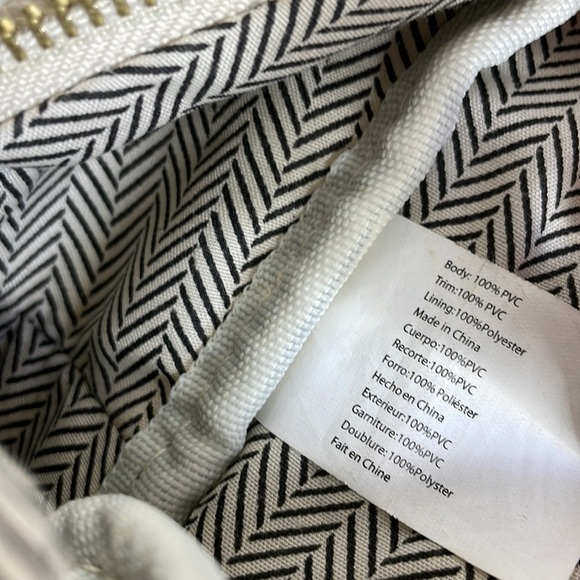 Body: 100% PVC
Trim:100% PVC
Lining:100%Polyester
Made in China
Cuerpo:100%PVC
Recorte:100%PVC
Forro:100% Poliéster
Hecho en China
Exterieur:100%PVC
Garniture:100%PVC
Doublure: 100%Polyster
Fait en Chine